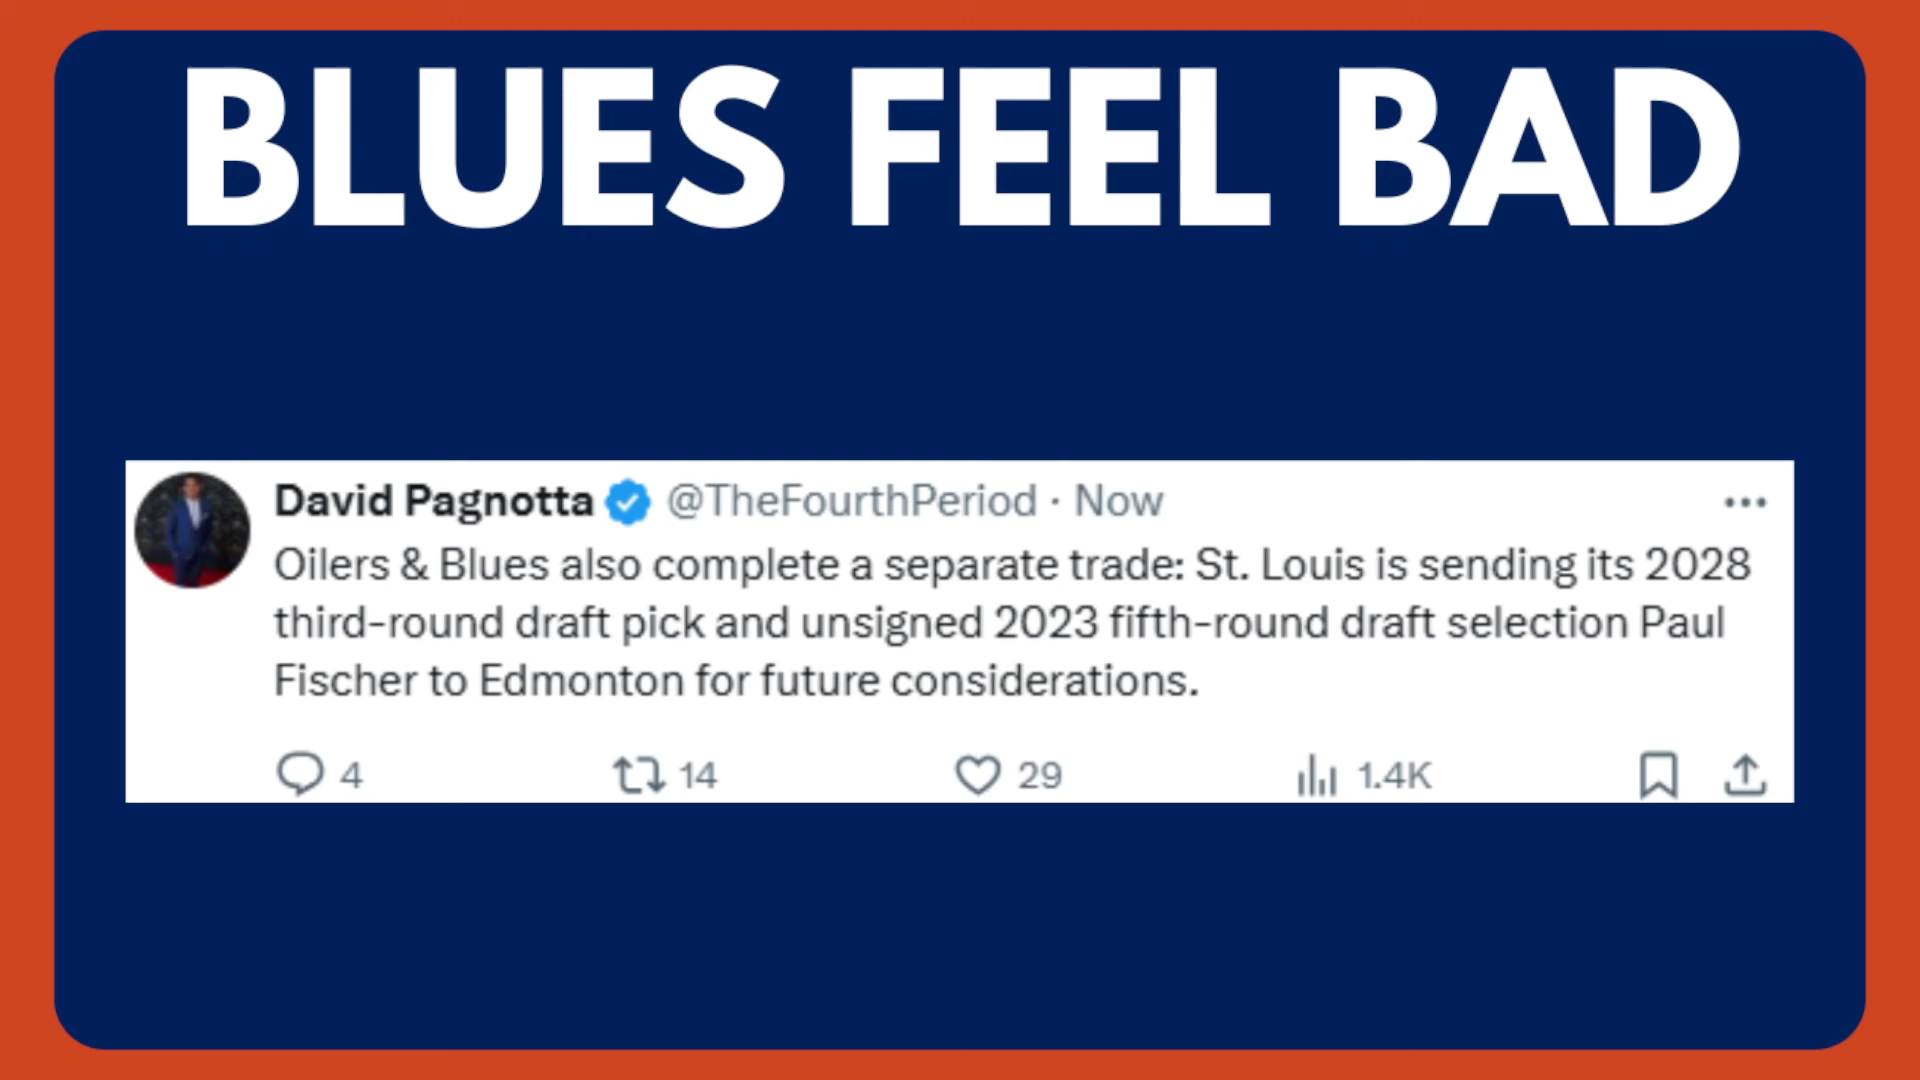 BLUES FEEL BAD
David Pagnotta @TheFourthPeriod · Now
Oilers & Blues also complete a separate trade: St. Louis is sending its 2028
third-round draft pick and unsigned 2023 fifth-round draft selection Paul
Fischer to Edmonton for future considerations.
4 14 29 1.4K